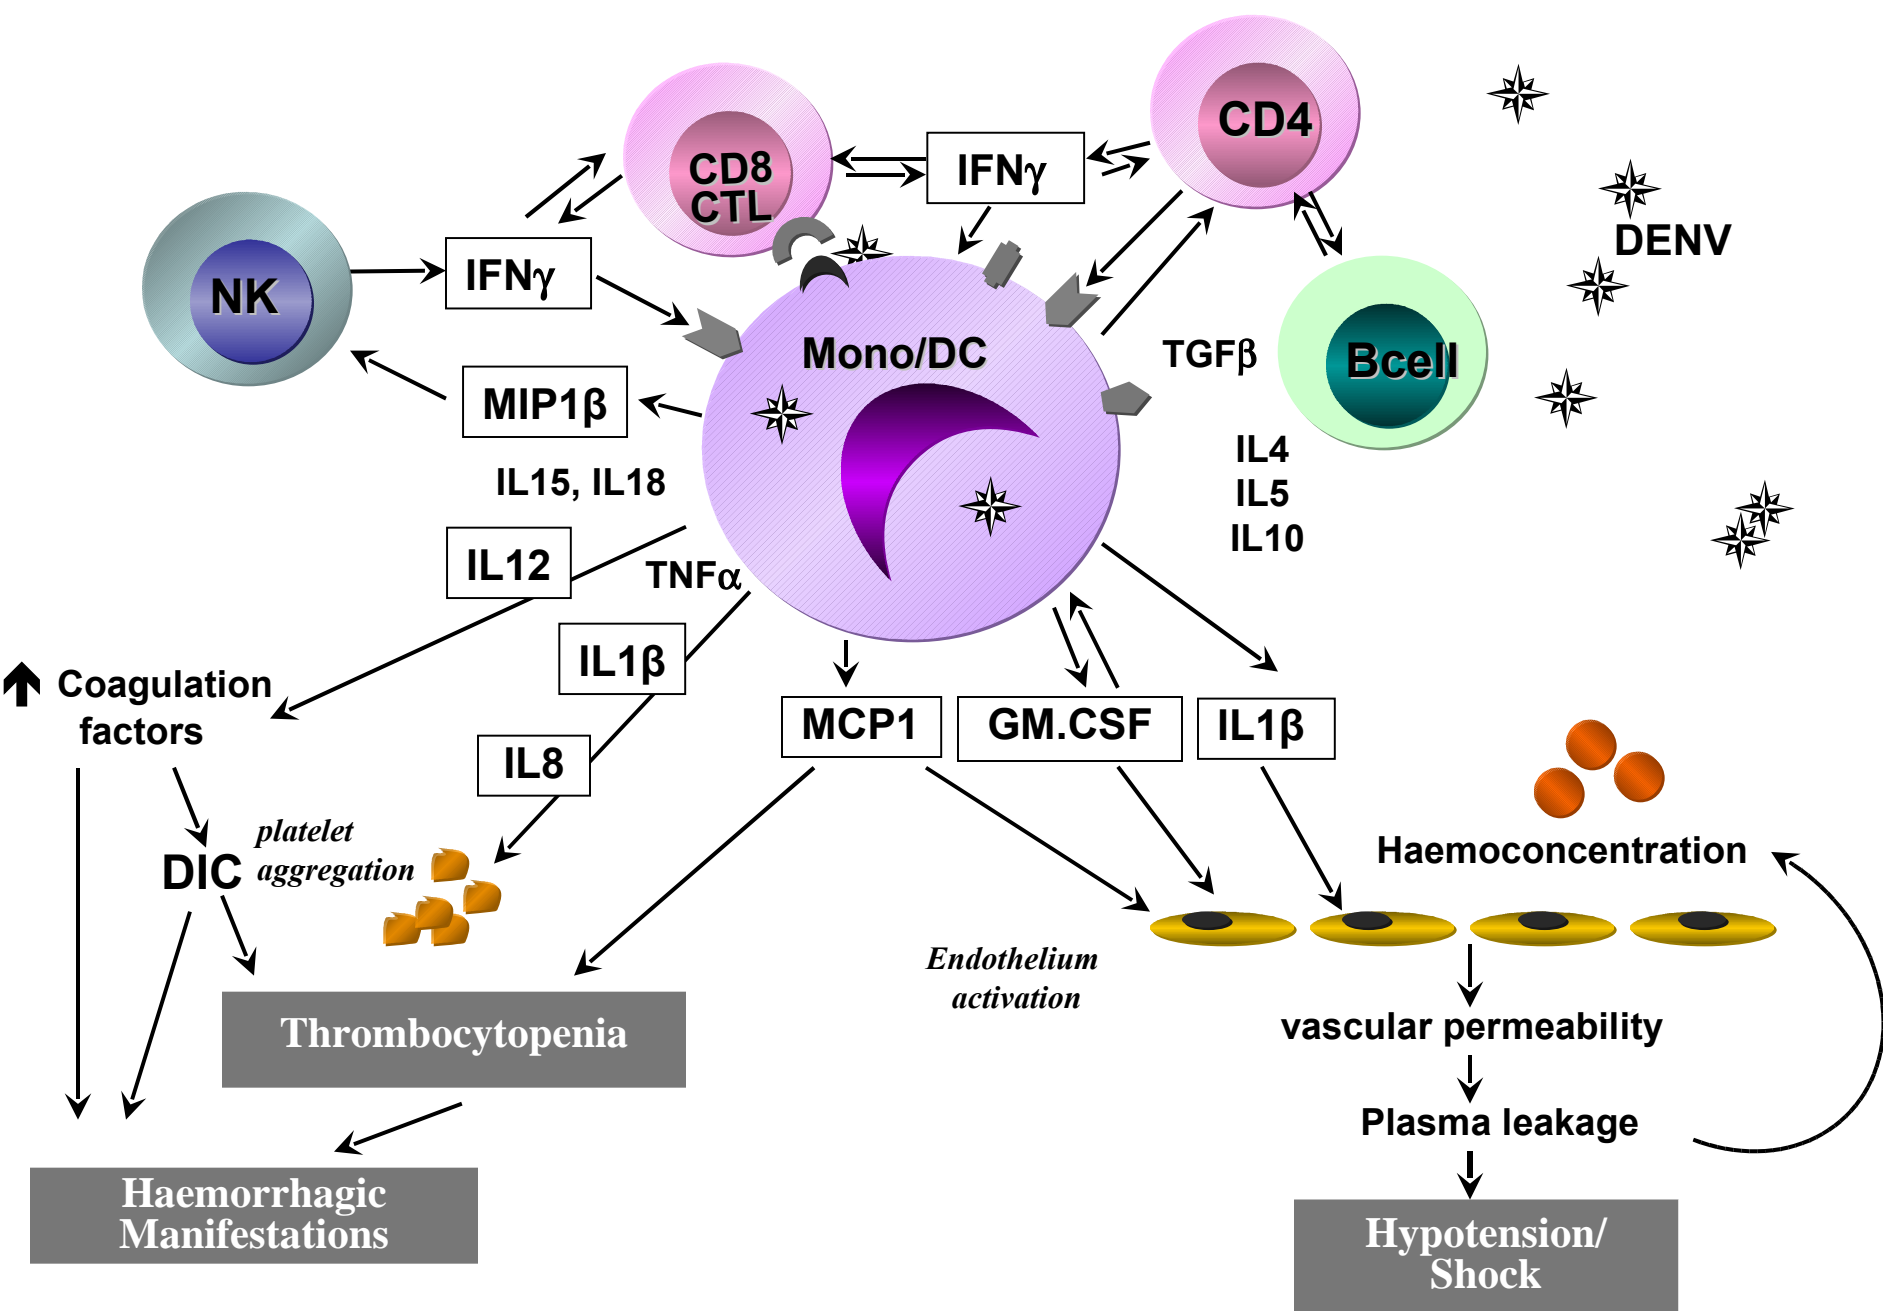 CD4
CD8
CTL
IFNγ
DENV
NK
IFNγ
Mono/DC
TGFβ
Bcell
MIP1β
IL15, IL18
IL4
IL5
IL10
IL12
TNFα
IL1β
Coagulation
factors
MCP1
GM.CSF
IL1β
IL8
platelet
aggregation
DIC
Haemoconcentration
Endothelium
activation
Thrombocytopenia
vascular permeability
Plasma leakage
Haemorrhagic
Manifestations
Hypotension/
Shock